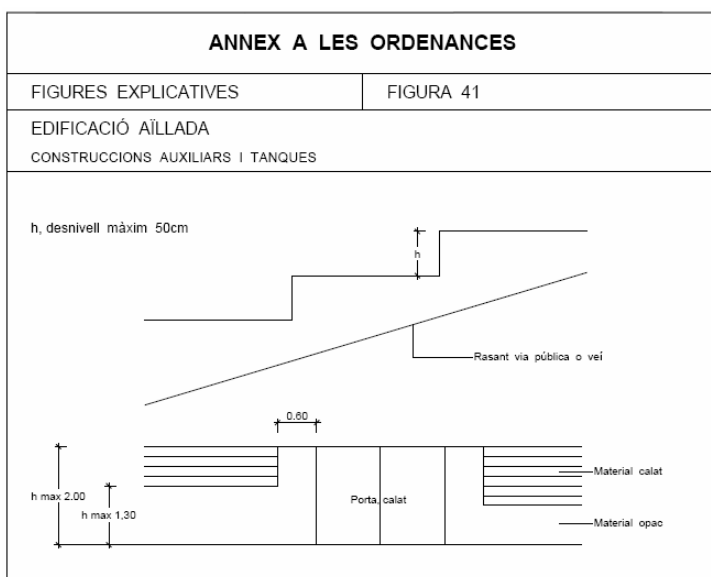 ANNEX A LES ORDENANCES
FIGURES EXPLICATIVES
FIGURA 41
EDIFICACIÓ AÏLLADA
CONSTRUCCIONS AUXILIARS I TANQUES
h, desnivell màxim 50cm
h
Rasant via pública o veí
0.60
h max 2.00
h max 1,30
Porta, calat
Material calat
Material opac